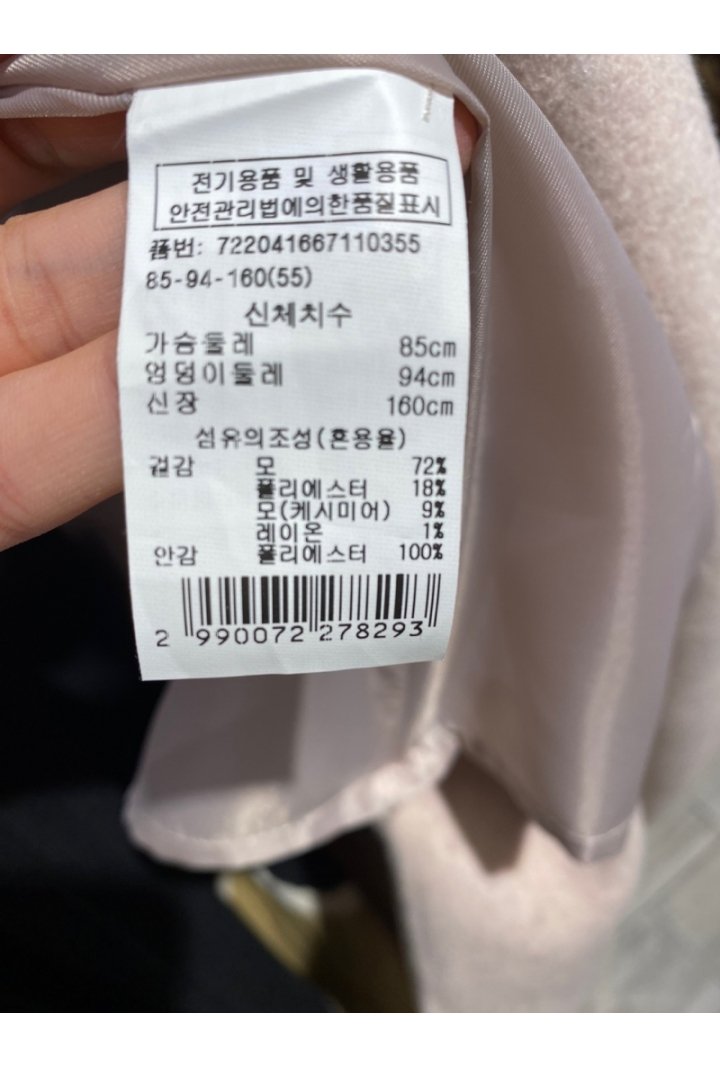 전기용품 및 생활용품
안전관리법에의한품질표시
품번: 722041667110355
85-94-160(55)
신체치수
가슴둘레 85cm
엉덩이둘레 94cm
신장 160cm
섬유의조성(혼용율)
겉감 모 72%
폴리에스터 18%
모(케시미어) 9%
레이온 1%
안감 폴리에스터 100%
2 990072 278293